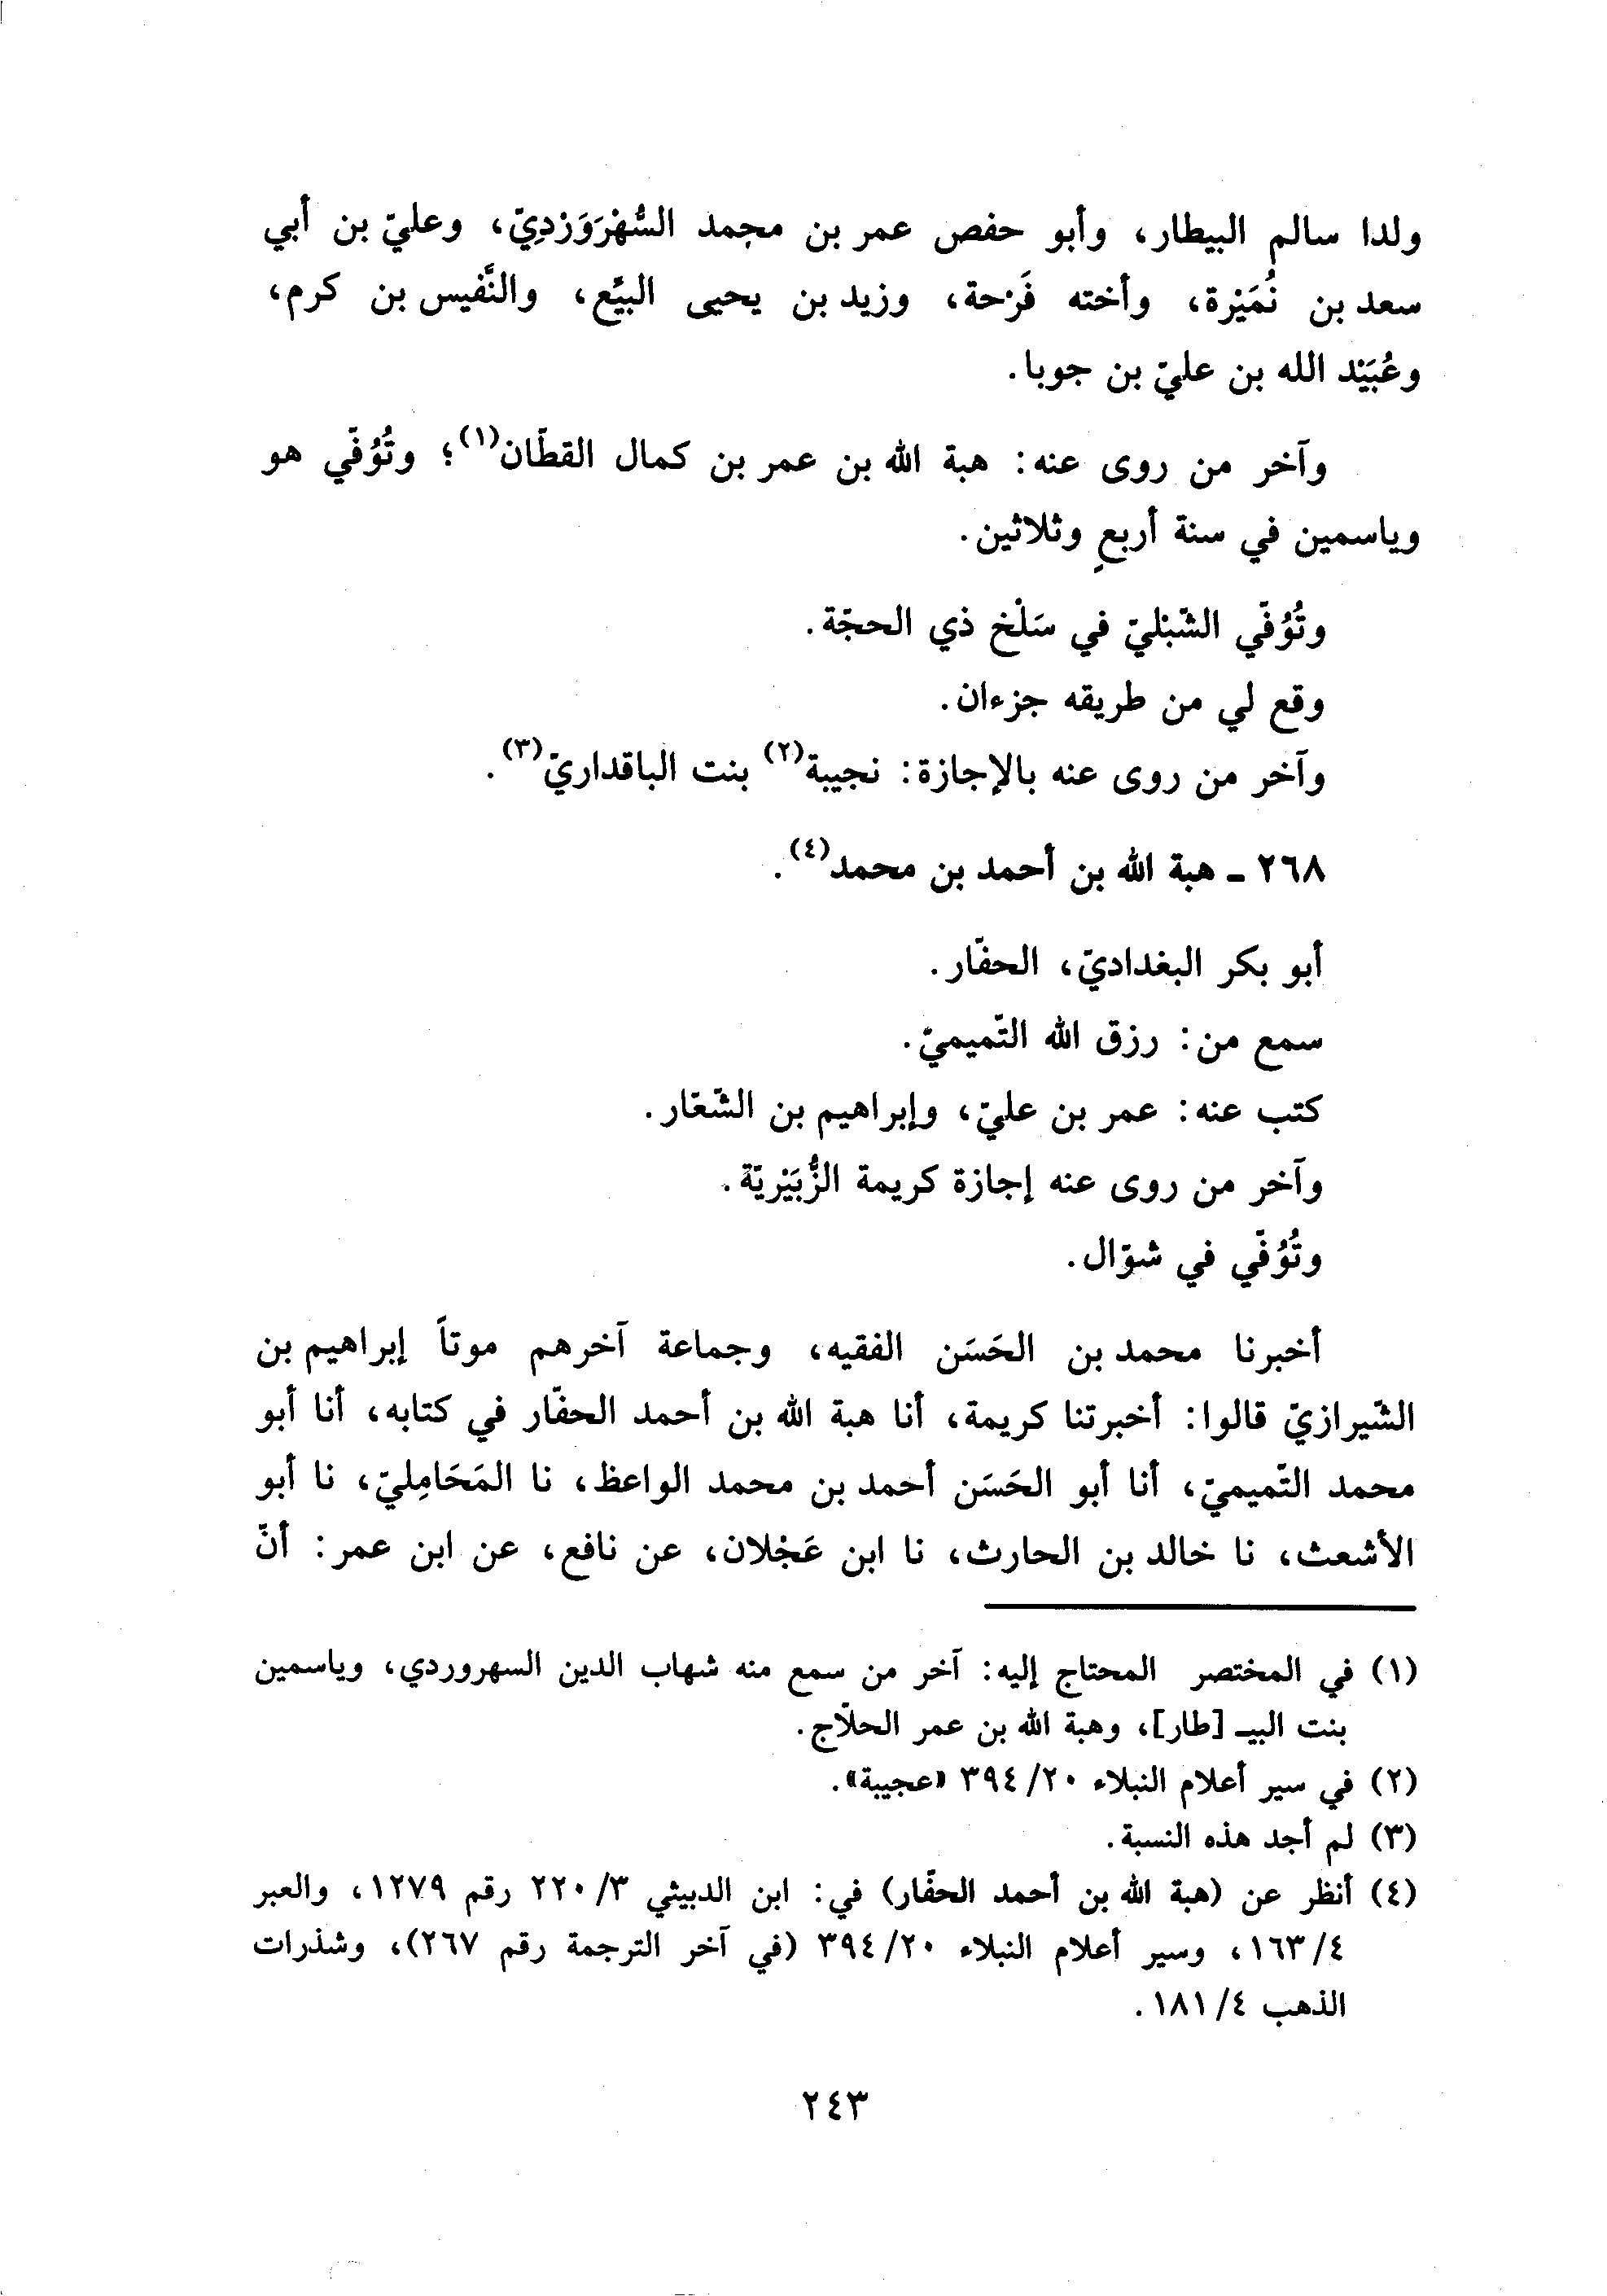 ولدا سالم البيطار، وأبو حفص عمر بن محمد السُّهْرَوَرْدِيّ، وعليّ بن أبي
سعد بن نُمَيْرة، وأخته فَرْحة، وزيد بن يحيى البيِّع، والنَّفيس بن كرم،
وعُبَيْد الله بن عليّ بن جوبا.
وآخر من روى عنه: هبة الله بن عمر بن كمال القطّان(١)؛ وتُوُفّي هو
وياسمين في سنة أربعٍ وثلاثين.
وتُوُفّي الشّبْليّ في سَلْخ ذي الحجّة.
وقع لي من طريقه جزءان.
وآخر من روى عنه بالإجازة: نجيبة(٢) بنت الباقداريّ(٣).
٢٦٨ ـ هبة الله بن أحمد بن محمد(٤).
أبو بكر البغداديّ، الحفّار.
سمع من: رزق الله التّميميّ.
كتب عنه: عمر بن عليّ، وإبراهيم بن الشّعّار.
وآخر من روى عنه إجازة كريمة الزُّبَيْريّة.
وتُوُفّي في شوّال.
أخبرنا محمد بن الحَسَن الفقيه، وجماعة آخرهم موتاً إبراهيم بن
الشّيرازيّ قالوا: أخبرتنا كريمة، أنا هبة الله بن أحمد الحفّار في كتابه، أنا أبو
محمد التّميميّ، أنا أبو الحَسَن أحمد بن محمد الواعظ، نا المَحَامِليّ، نا أبو
الأشعث، نا خالد بن الحارث، نا ابن عَجْلان، عن نافع، عن ابن عمر: أنّ
(١) في المختصر المحتاج إليه: آخر من سمع منه شهاب الدين السهروردي، وياسمين
بنت البيـ [طار]، وهبة الله بن عمر الحلاّج.
(٢) في سير أعلام النبلاء ٣٩٤/٢٠ «عجيبة».
(٣) لم أجد هذه النسبة.
(٤) أنظر عن (هبة الله بن أحمد الحفّار) في: ابن الدبيثي ٢٢٠/٣ رقم ١٢٧٩، والعبر
١٦٣/٤، وسير أعلام النبلاء ٣٩٤/٢٠ (في آخر الترجمة رقم ٢٦٧)، وشذرات
الذهب ١٨١/٤.
٢٤٣